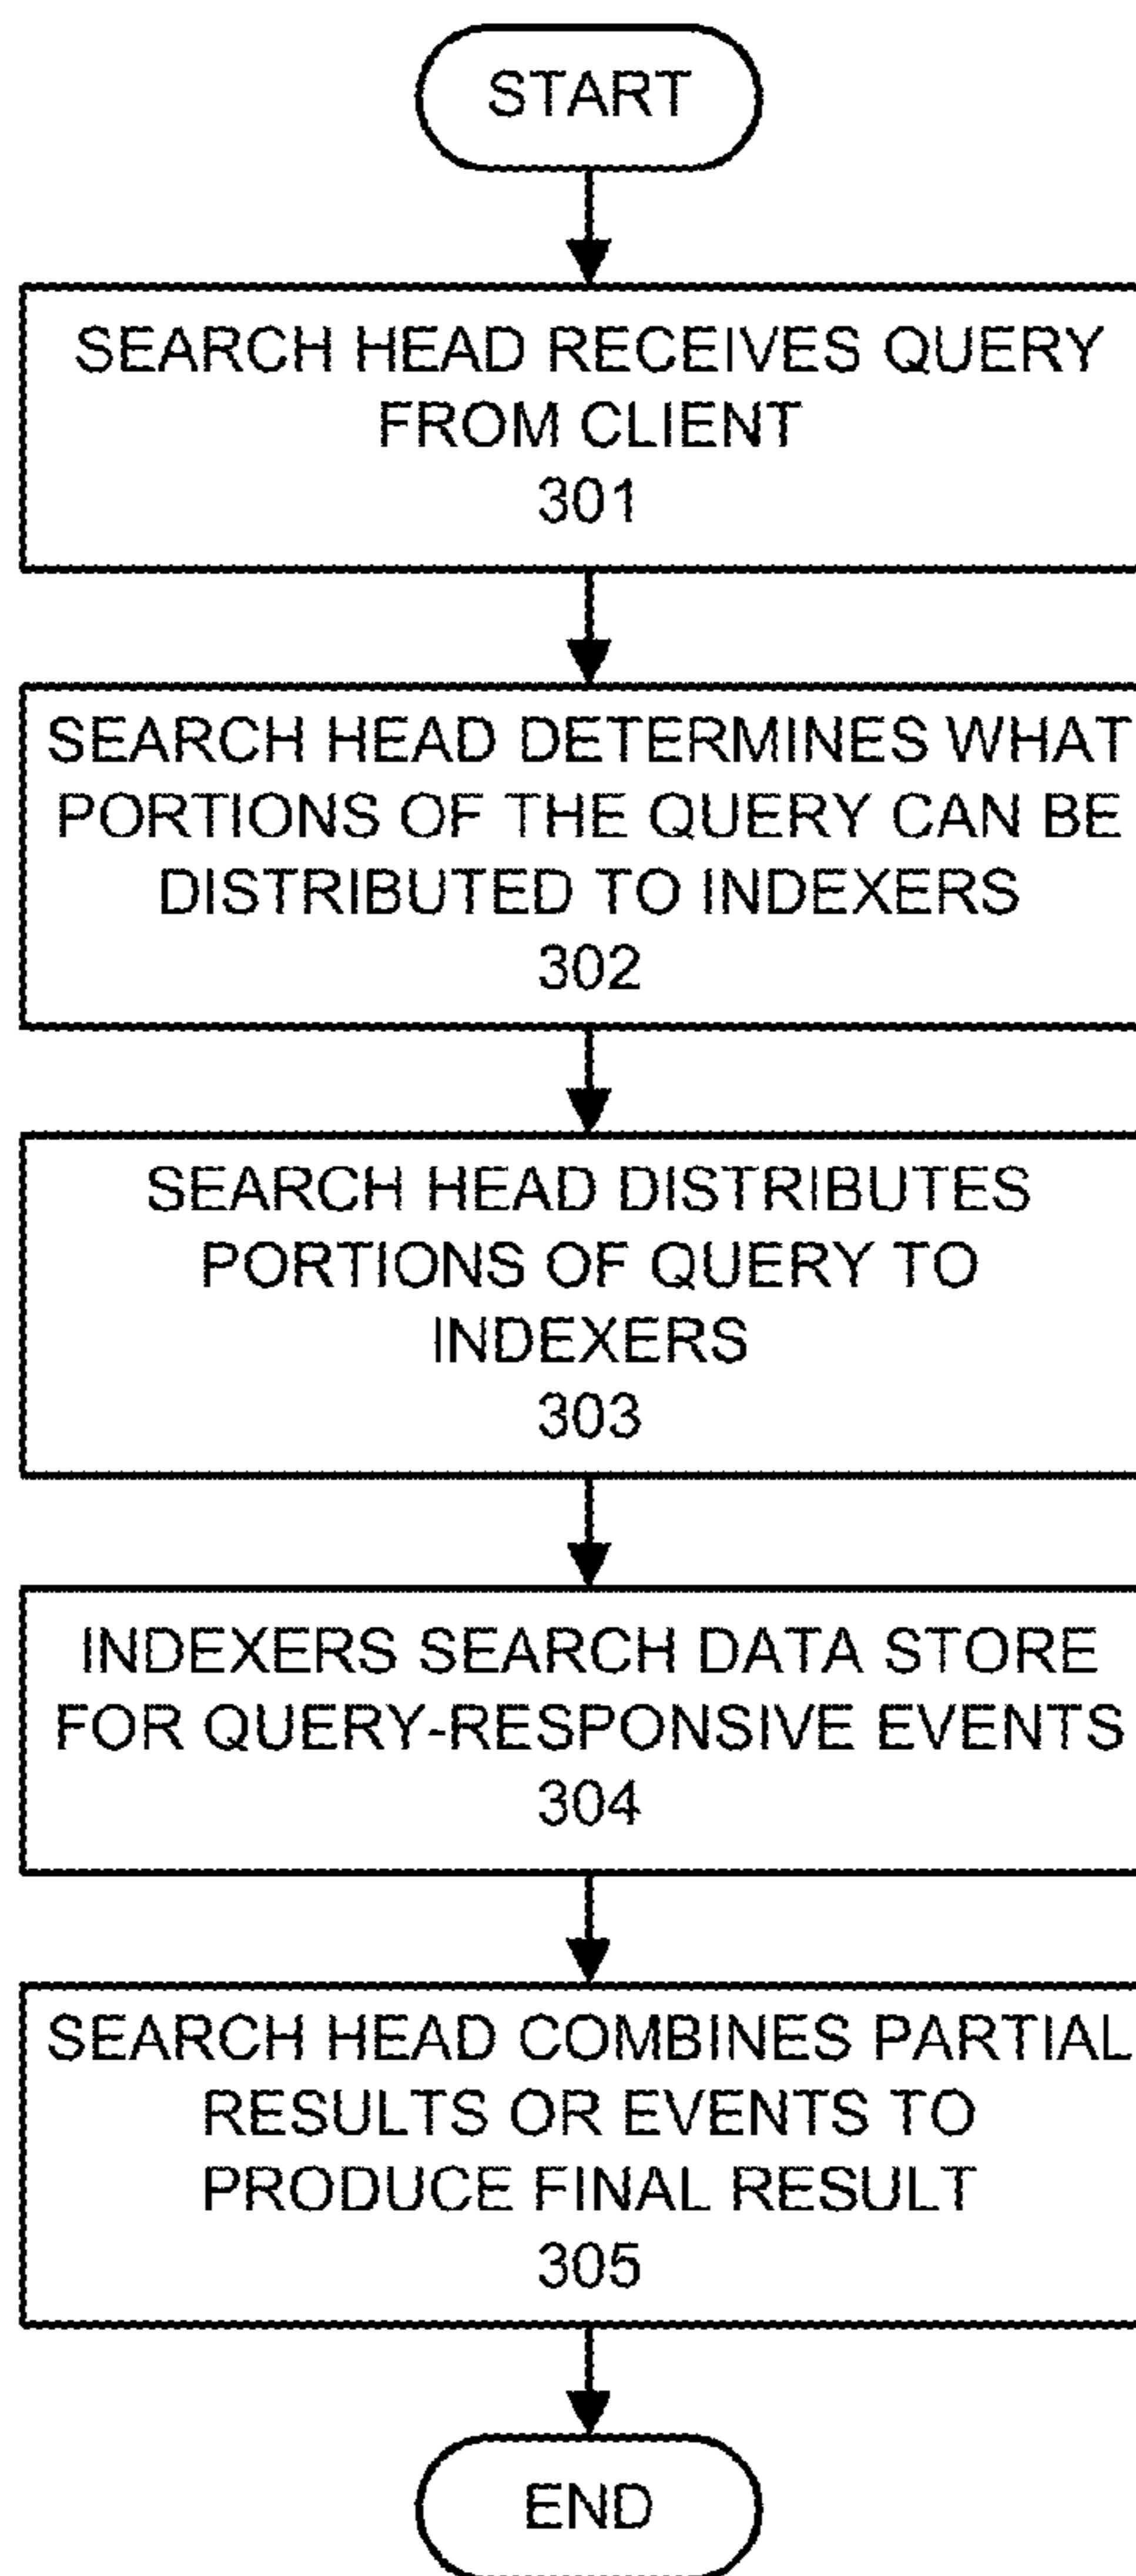 START
SEARCH HEAD RECEIVES QUERY
FROM CLIENT
301
SEARCH HEAD DETERMINES WHAT
PORTIONS OF THE QUERY CAN BE
DISTRIBUTED TO INDEXERS
302
SEARCH HEAD DISTRIBUTES
PORTIONS OF QUERY TO
INDEXERS
303
INDEXERS SEARCH DATA STORE
FOR QUERY-RESPONSIVE EVENTS
304
SEARCH HEAD COMBINES PARTIAL
RESULTS OR EVENTS TO
PRODUCE FINAL RESULT
305
END